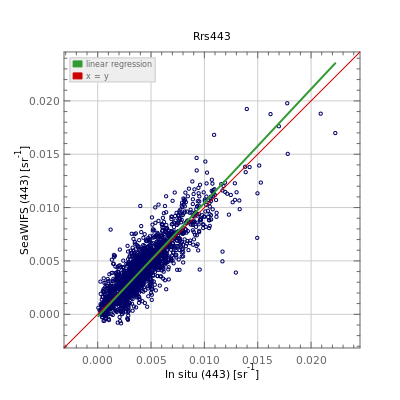 Rrs443
linear regression
x = y
SeaWIFS (443) [sr-1]
0.020
0.015
0.010
0.005
0.000
0.000 0.005 0.010 0.015 0.020
In situ (443) [sr-1]